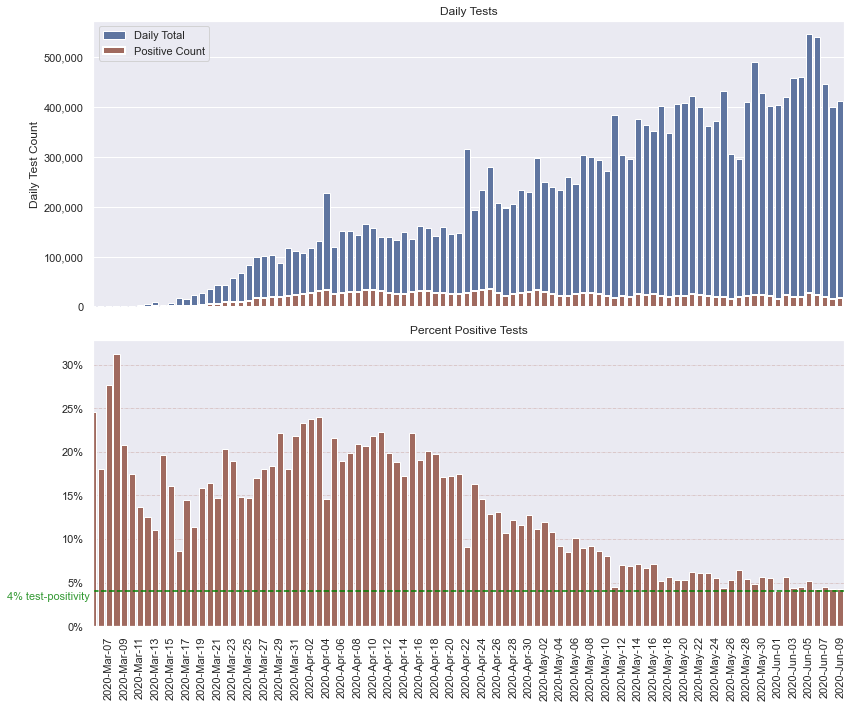 Daily Tests
Daily Total
Positive Count
500,000
400,000
300,000
200,000
100,000
0
Daily Test Count
Percent Positive Tests
30%
25%
20%
15%
10%
5%
4% test-positivity
0%
2020-Mar-07
2020-Mar-09
2020-Mar-11
2020-Mar-13
2020-Mar-15
2020-Mar-17
2020-Mar-19
2020-Mar-21
2020-Mar-23
2020-Mar-25
2020-Mar-27
2020-Mar-29
2020-Mar-31
2020-Apr-02
2020-Apr-04
2020-Apr-06
2020-Apr-08
2020-Apr-10
2020-Apr-12
2020-Apr-14
2020-Apr-16
2020-Apr-18
2020-Apr-20
2020-Apr-22
2020-Apr-24
2020-Apr-26
2020-Apr-28
2020-Apr-30
2020-May-02
2020-May-04
2020-May-06
2020-May-08
2020-May-10
2020-May-12
2020-May-14
2020-May-16
2020-May-18
2020-May-20
2020-May-22
2020-May-24
2020-May-26
2020-May-28
2020-May-30
2020-Jun-01
2020-Jun-03
2020-Jun-05
2020-Jun-07
2020-Jun-09